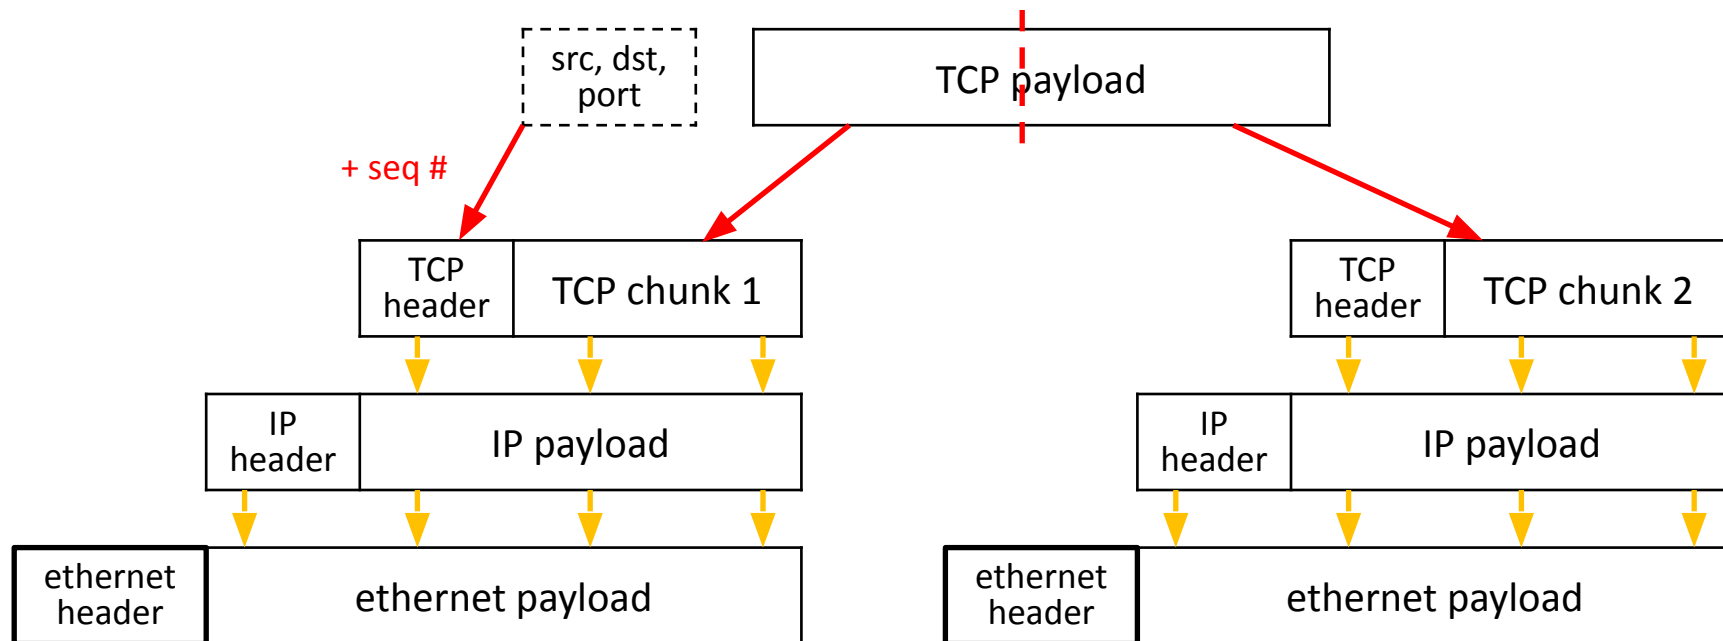 src, dst,
port
TCP payload
+ seq #
TCP
header
TCP chunk 1
TCP
header
TCP chunk 2
IP
header
IP payload
IP
header
IP payload
ethernet
header
ethernet payload
ethernet
header
ethernet payload